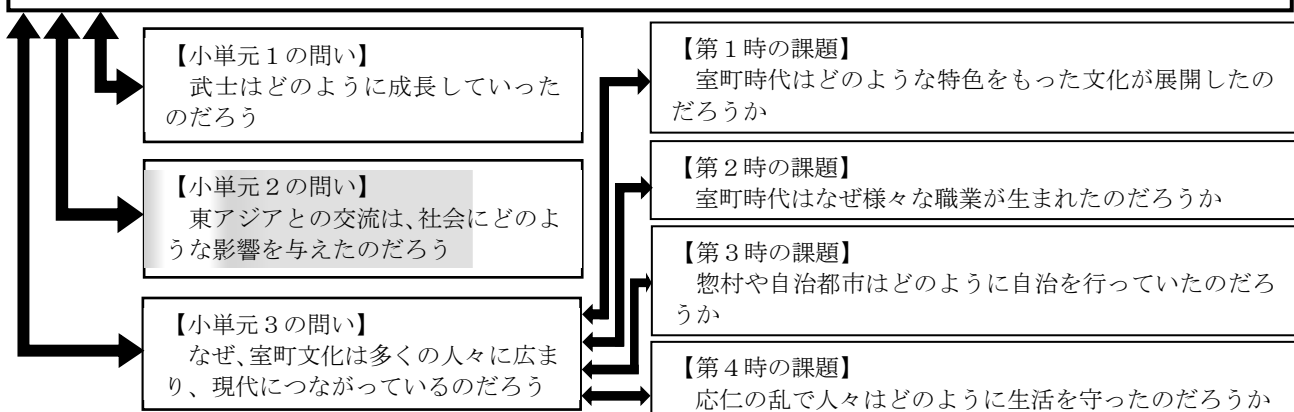 【小単元１の問い】
　武士はどのように成長していった
のだろう
【小単元２の問い】
　東アジアとの交流は、社会にどのよ
うな影響を与えたのだろう
【小単元３の問い】
　なぜ、室町文化は多くの人々に広ま
り、現代につながっているのだろう
【第１時の課題】
　室町時代はどのような特色をもった文化が展開したの
だろうか
【第２時の課題】
　室町時代はなぜ様々な職業が生まれたのだろうか
【第３時の課題】
　惣村や自治都市はどのように自治を行っていたのだろ
うか
【第４時の課題】
　応仁の乱で人々はどのように生活を守ったのだろうか